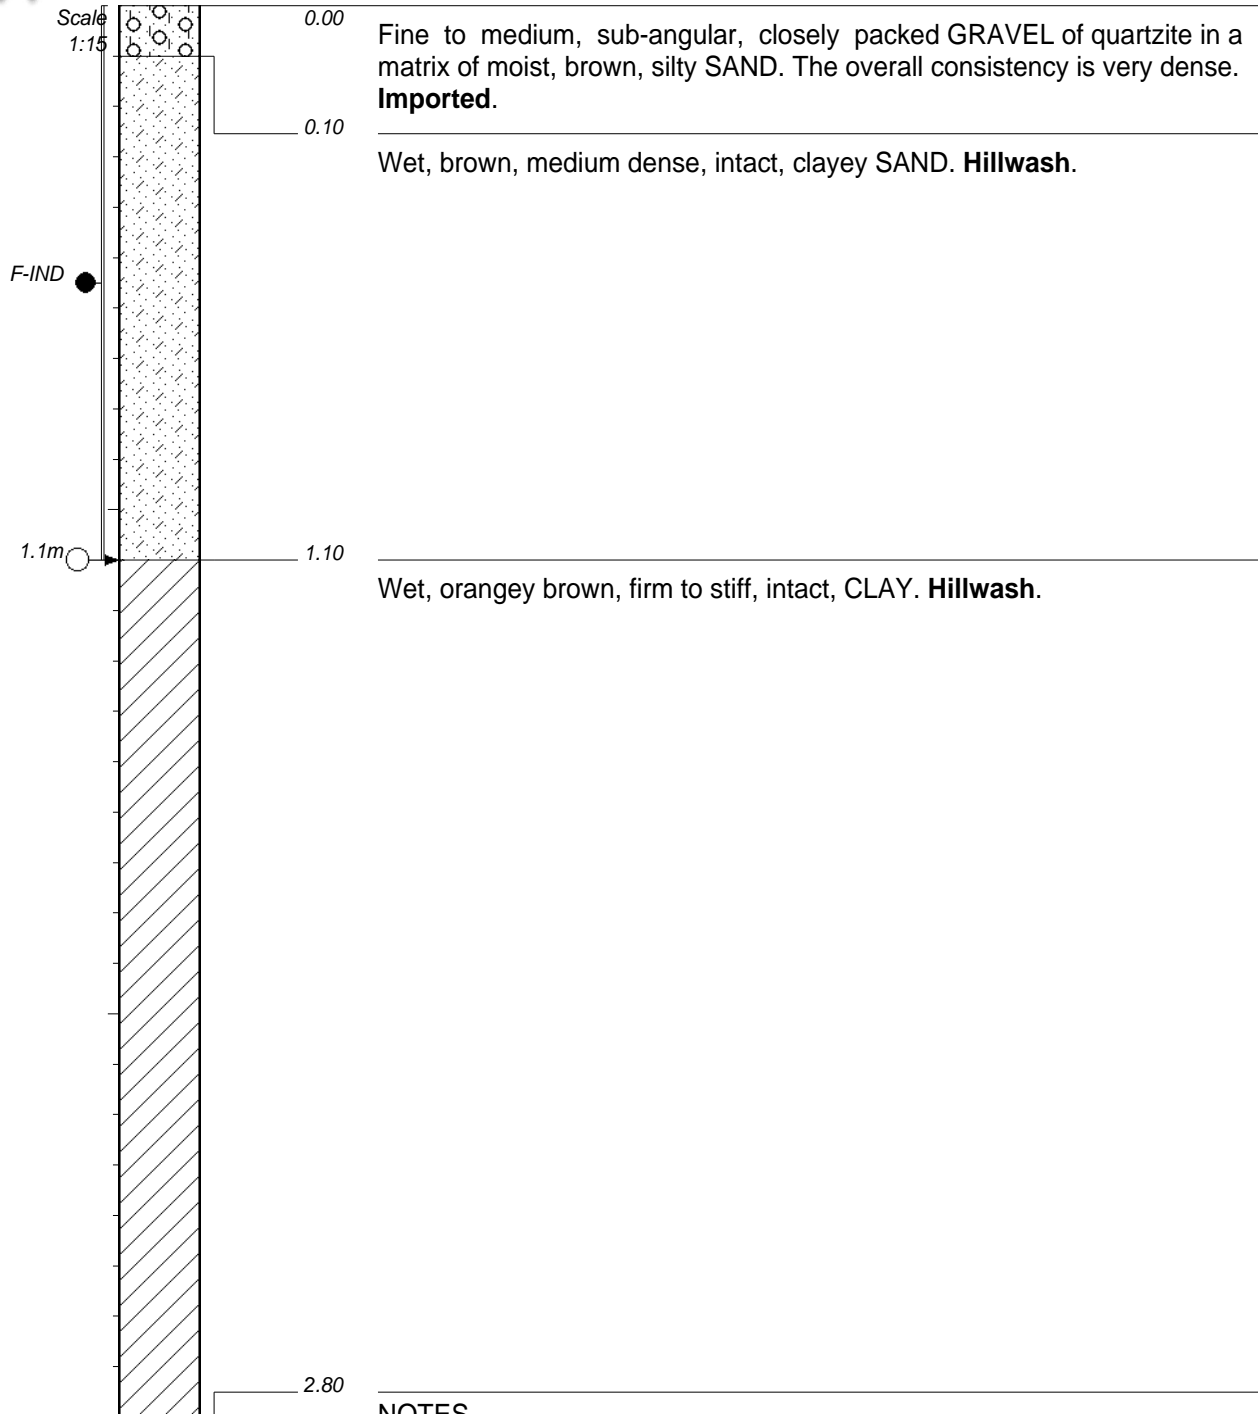 Scale
1:15
0.00
Fine to medium, sub-angular, closely packed GRAVEL of quartzite in a
matrix of moist, brown, silty SAND. The overall consistency is very dense.
Imported.
0.10
Wet, brown, medium dense, intact, clayey SAND. Hillwash.
F-IND
1.1m
1.10
Wet, orangey brown, firm to stiff, intact, CLAY. Hillwash.
2.80
NOTES